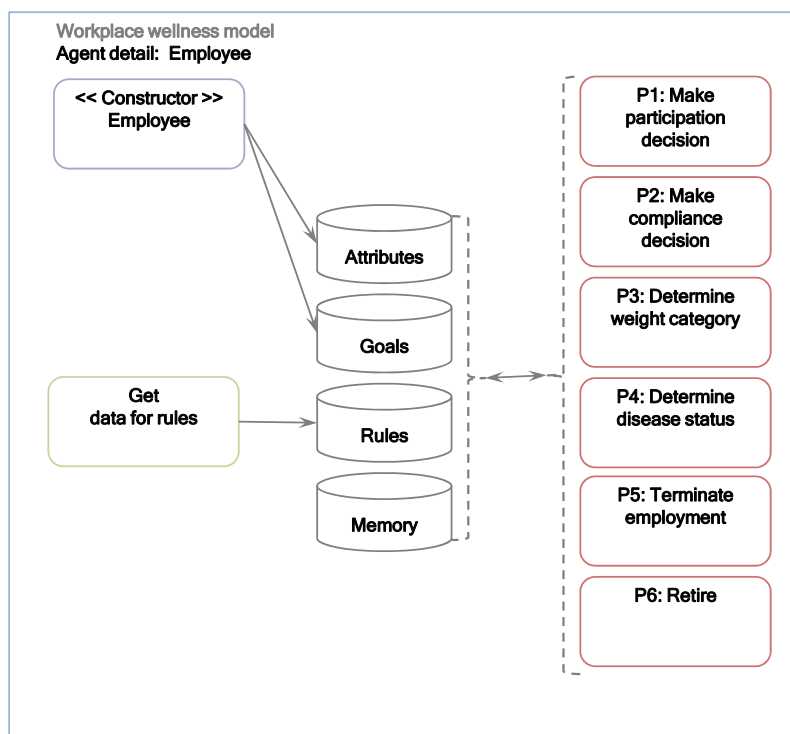 Workplace wellness model
Agent detail:  Employee
<< Constructor >>
Employee
Attributes
Goals
Get
data for rules
Rules
Memory
P1: Make
participation
decision
P2: Make
compliance
decision
P3: Determine
weight category
P4: Determine
disease status
P5: Terminate
employment
P6: Retire